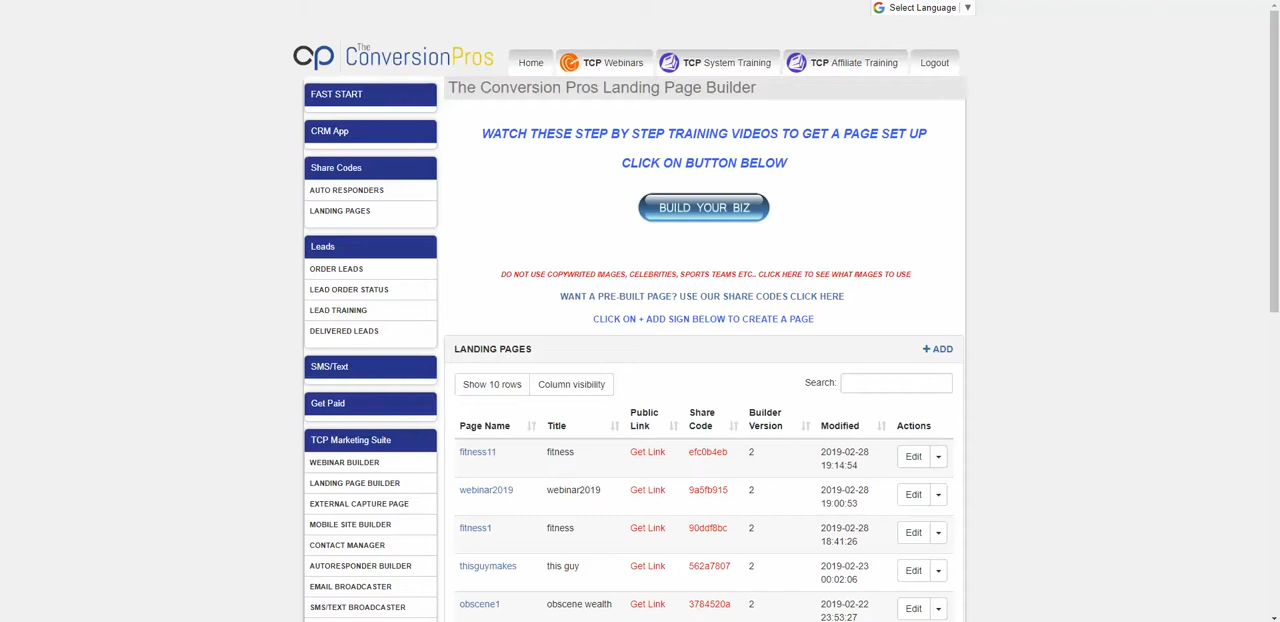 Select Language ▼
The
ConversionPros
Home
TCP Webinars
TCP System Training
TCP Affiliate Training
Logout
FAST START
CRM App
Share Codes
AUTO RESPONDERS
LANDING PAGES
Leads
ORDER LEADS
LEAD ORDER STATUS
LEAD TRAINING
DELIVERED LEADS
SMS/Text
Get Paid
TCP Marketing Suite
WEBINAR BUILDER
LANDING PAGE BUILDER
EXTERNAL CAPTURE PAGE
MOBILE SITE BUILDER
CONTACT MANAGER
AUTORESPONDER BUILDER
EMAIL BROADCASTER
SMS/TEXT BROADCASTER
The Conversion Pros Landing Page Builder
WATCH THESE STEP BY STEP TRAINING VIDEOS TO GET A PAGE SET UP
CLICK ON BUTTON BELOW
BUILD YOUR BIZ
DO NOT USE COPYWRITED IMAGES, CELEBRITIES, SPORTS TEAMS ETC.. CLICK HERE TO SEE WHAT IMAGES TO USE
WANT A PRE-BUILT PAGE? USE OUR SHARE CODES CLICK HERE
CLICK ON + ADD SIGN BELOW TO CREATE A PAGE
LANDING PAGES
+ ADD
Show 10 rows Column visibility
Search:
Page Name Title Public Link Share Code Builder Version Modified Actions
fitness11 fitness Get Link efc0b4eb 2 2019-02-28 19:14:54 Edit
webinar2019 webinar2019 Get Link 9a5fb915 2 2019-02-28 19:00:53 Edit
fitness1 fitness Get Link 90ddf8bc 2 2019-02-28 18:41:26 Edit
thisguymakes this guy Get Link 562a7807 2 2019-02-23 00:02:06 Edit
obscene1 obscene wealth Get Link 3784520a 2 2019-02-22 23:53:27 Edit